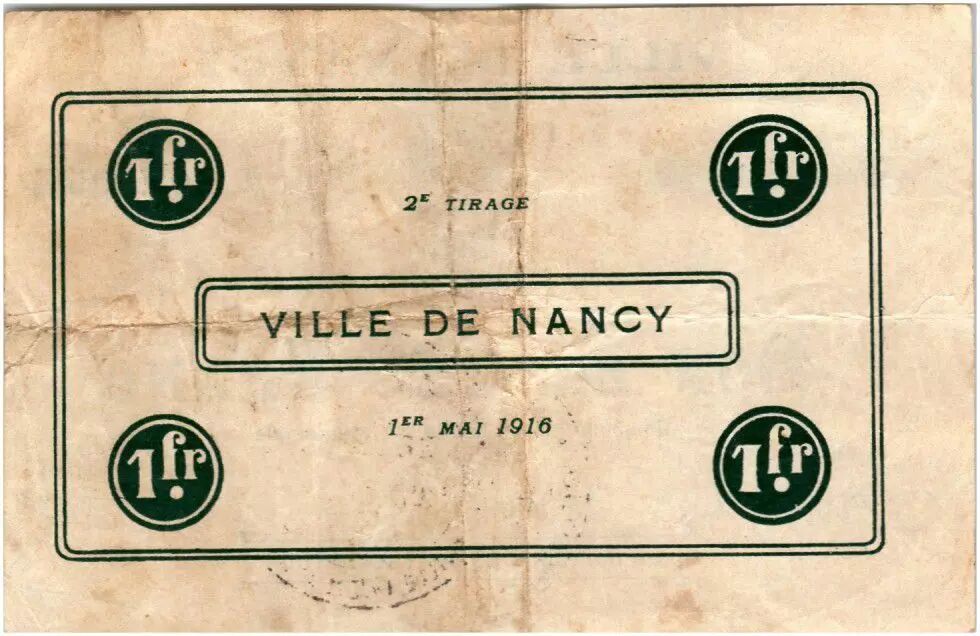 1fr 1fr
2E TIRAGE
VILLE DE NANCY
1ER MAI 1916
1fr 1fr